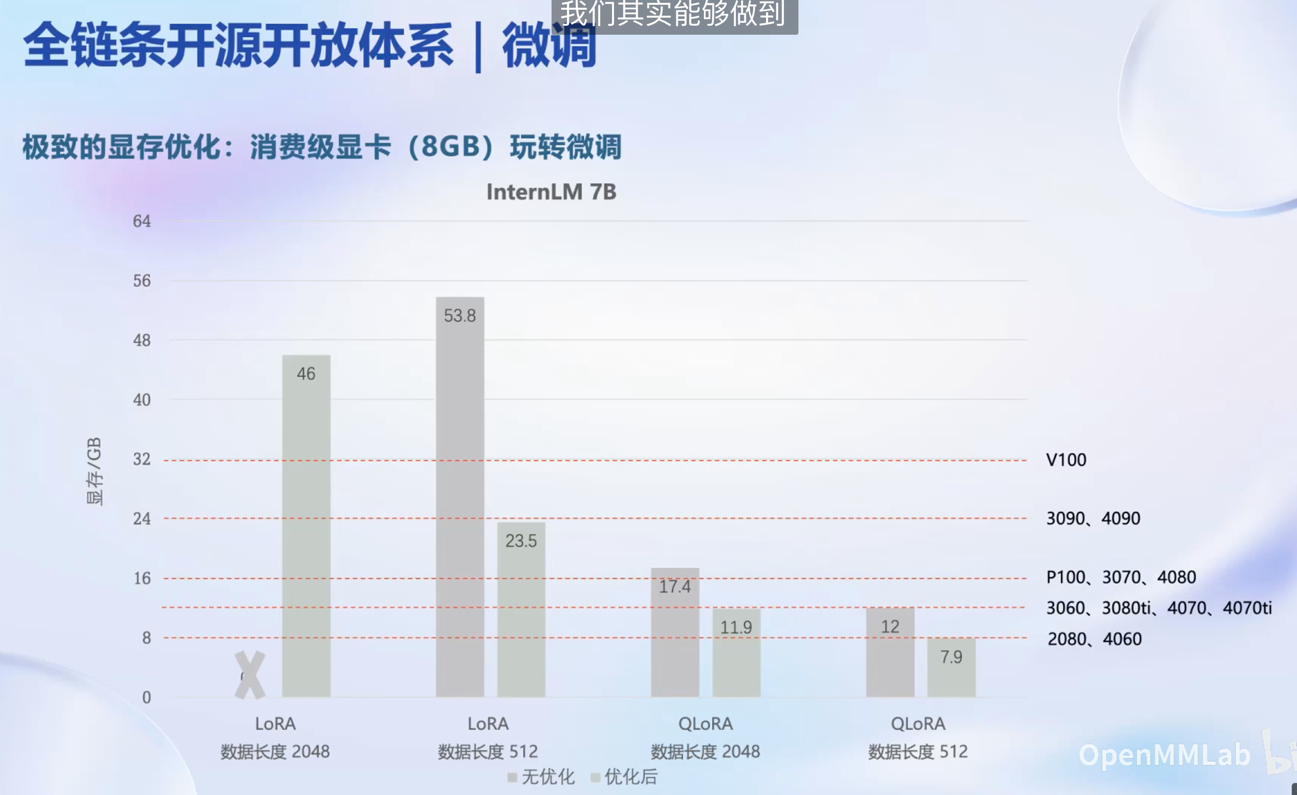 我们其实能够做到
全链条开源开放体系｜微调
极致的显存优化：消费级显卡（8GB）玩转微调
InternLM 7B
显存/GB
64
56
48
40
32
24
16
8
0
46
53.8
23.5
17.4
11.9
12
7.9
V100
3090、4090
P100、3070、4080
3060、3080ti、4070、4070ti
2080、4060
LoRA
数据长度 2048
LoRA
数据长度 512
QLoRA
数据长度 2048
QLoRA
数据长度 512
无优化
优化后
OpenMMLab